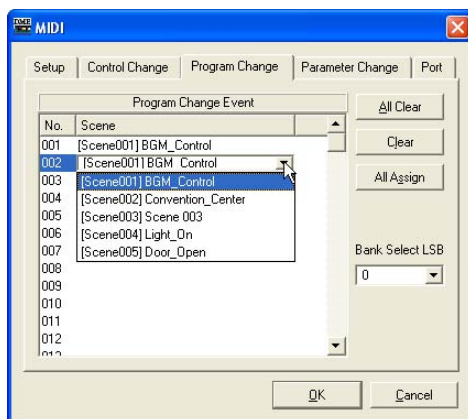 DME
MIDI
Setup Control Change Program Change Parameter Change Port
Program Change Event
No. Scene
001 [Scene001] BGM_Control
002 [Scene001] BGM_Control
003 [Scene001] BGM_Control
004 [Scene002] Convention_Center
005 [Scene003] Scene 003
006 [Scene004] Light_On
007 [Scene005] Door_Open
008
009
010
011
012
013
All Clear
Clear
All Assign
Bank Select LSB
0
OK Cancel